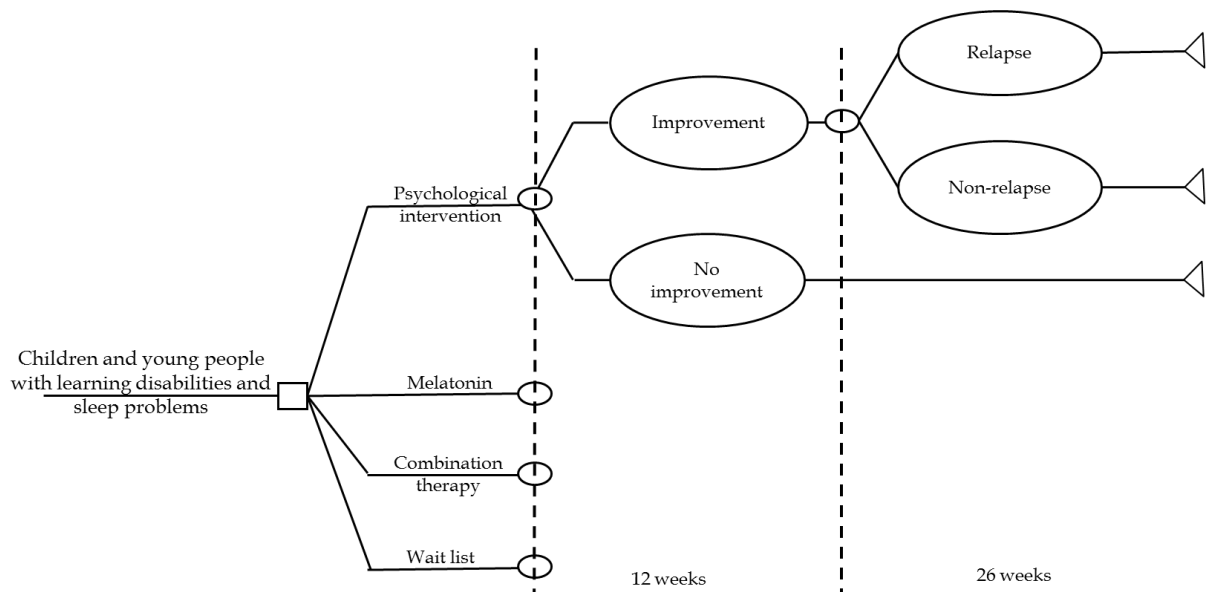 Relapse
Improvement
Non-relapse
Psychological
intervention
No
improvement
Children and young people
with learning disabilities and
sleep problems
Melatonin
Combination
therapy
Wait list
12 weeks
26 weeks